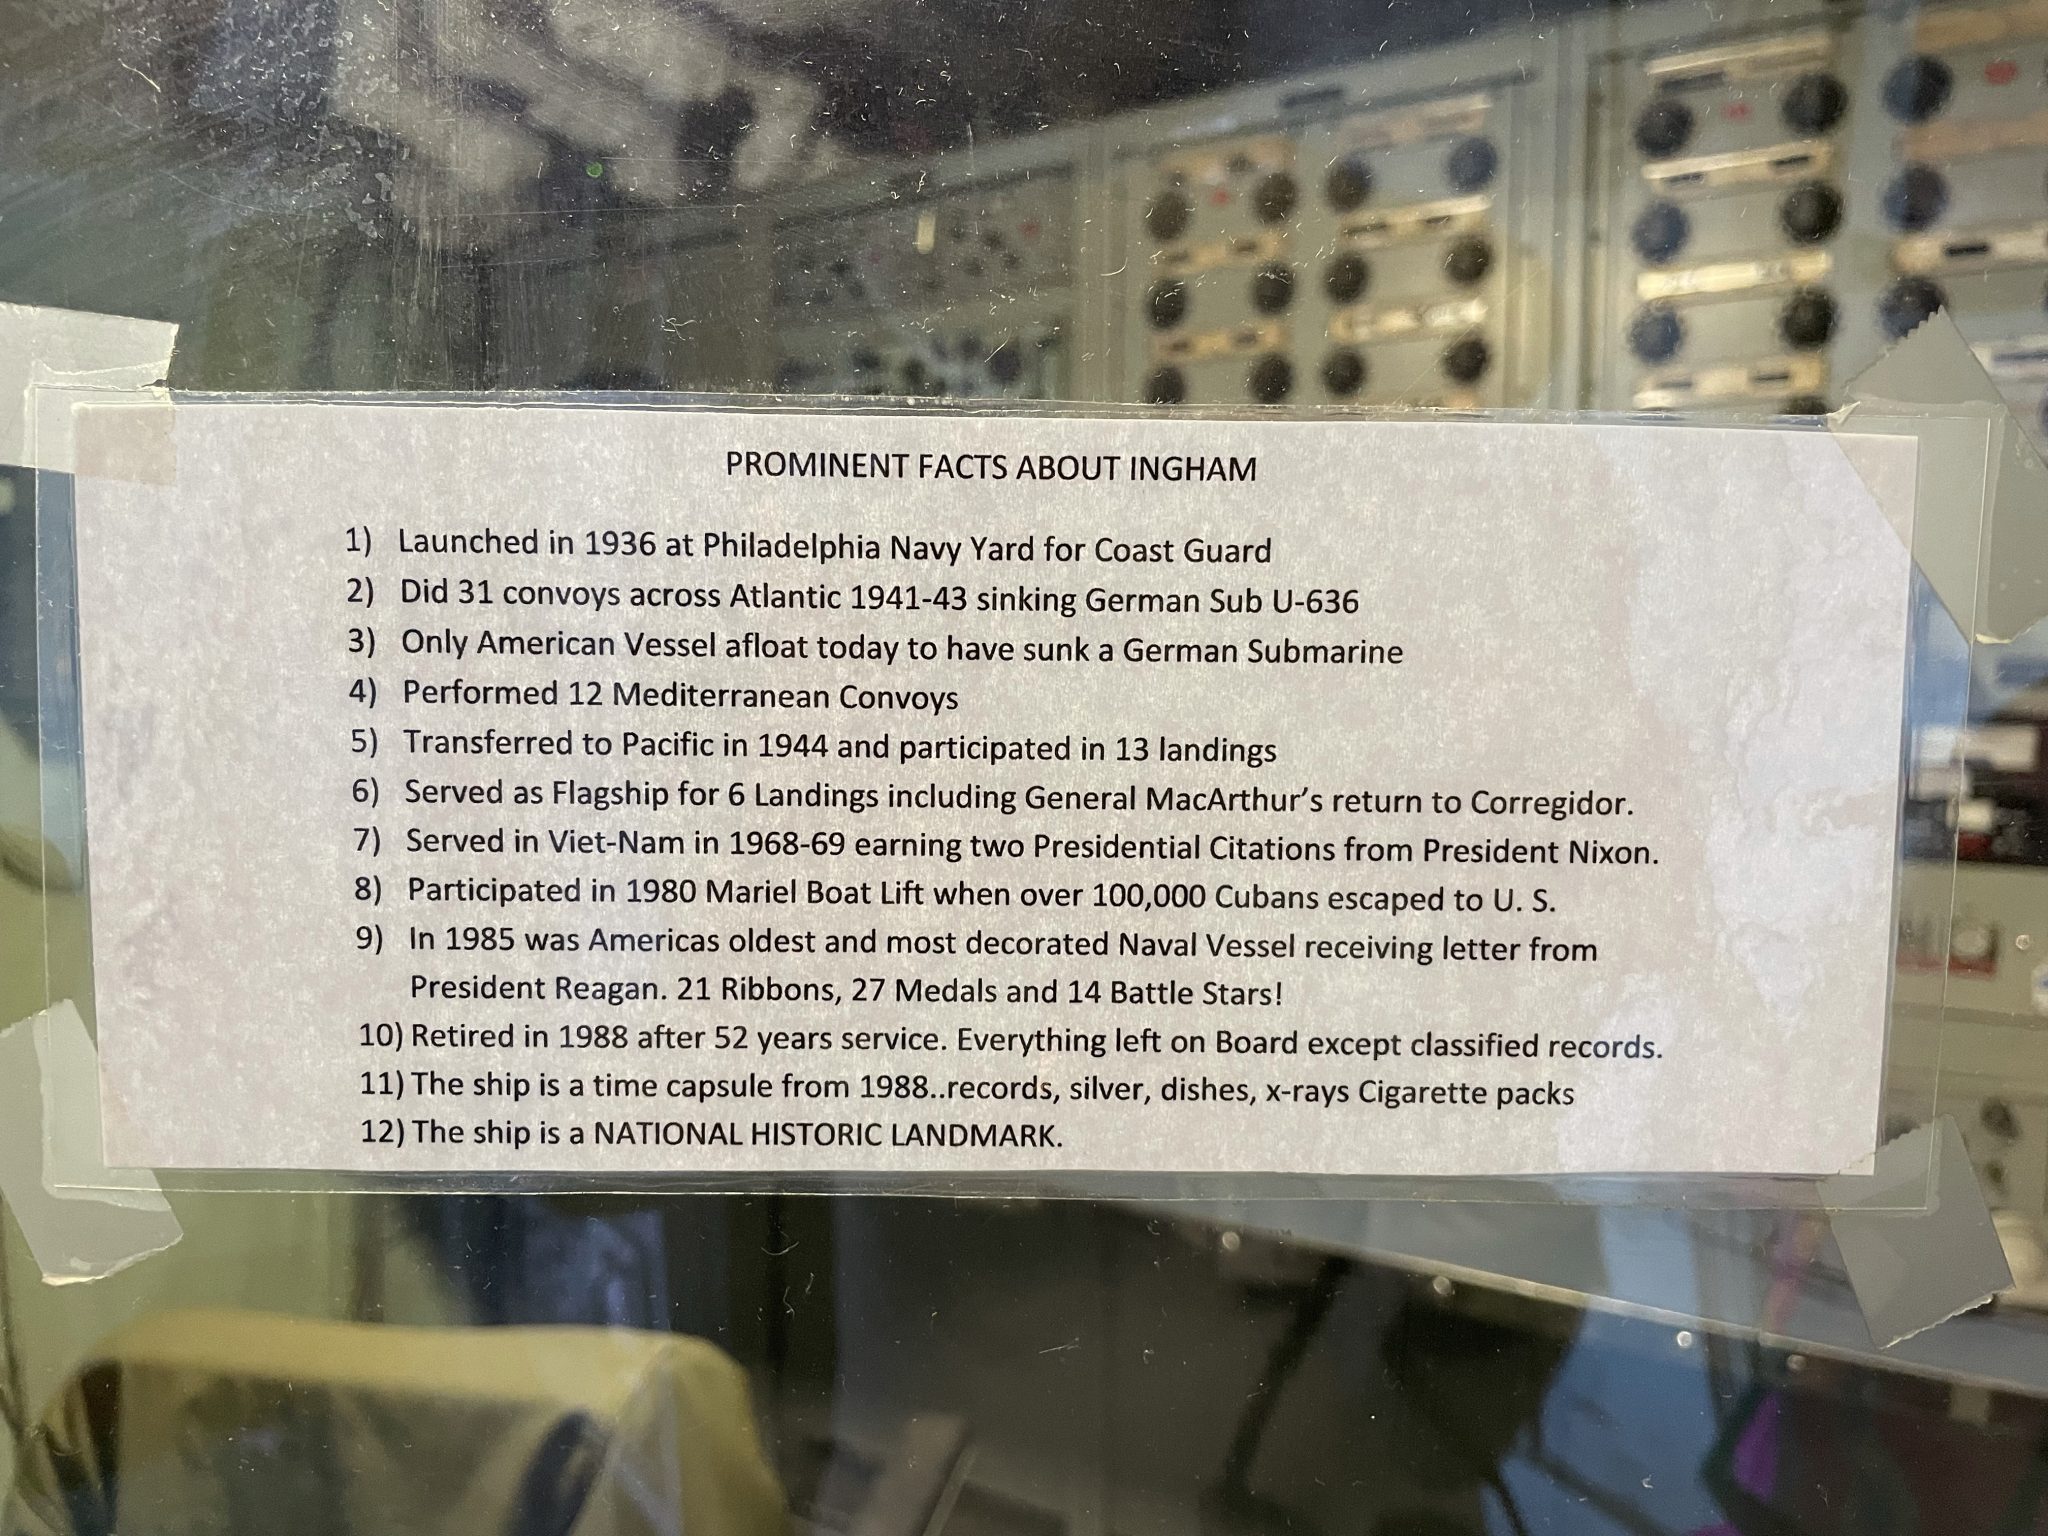 PROMINENT FACTS ABOUT INGHAM
1) Launched in 1936 at Philadelphia Navy Yard for Coast Guard
2) Did 31 convoys across Atlantic 1941-43 sinking German Sub U-636
3) Only American Vessel afloat today to have sunk a German Submarine
4) Performed 12 Mediterranean Convoys
5) Transferred to Pacific in 1944 and participated in 13 landings
6) Served as Flagship for 6 Landings including General MacArthur’s return to Corregidor.
7) Served in Viet-Nam in 1968-69 earning two Presidential Citations from President Nixon.
8) Participated in 1980 Mariel Boat Lift when over 100,000 Cubans escaped to U. S.
9) In 1985 was Americas oldest and most decorated Naval Vessel receiving letter from
President Reagan. 21 Ribbons, 27 Medals and 14 Battle Stars!
10) Retired in 1988 after 52 years service. Everything left on Board except classified records.
11) The ship is a time capsule from 1988..records, silver, dishes, x-rays Cigarette packs
12) The ship is a NATIONAL HISTORIC LANDMARK.